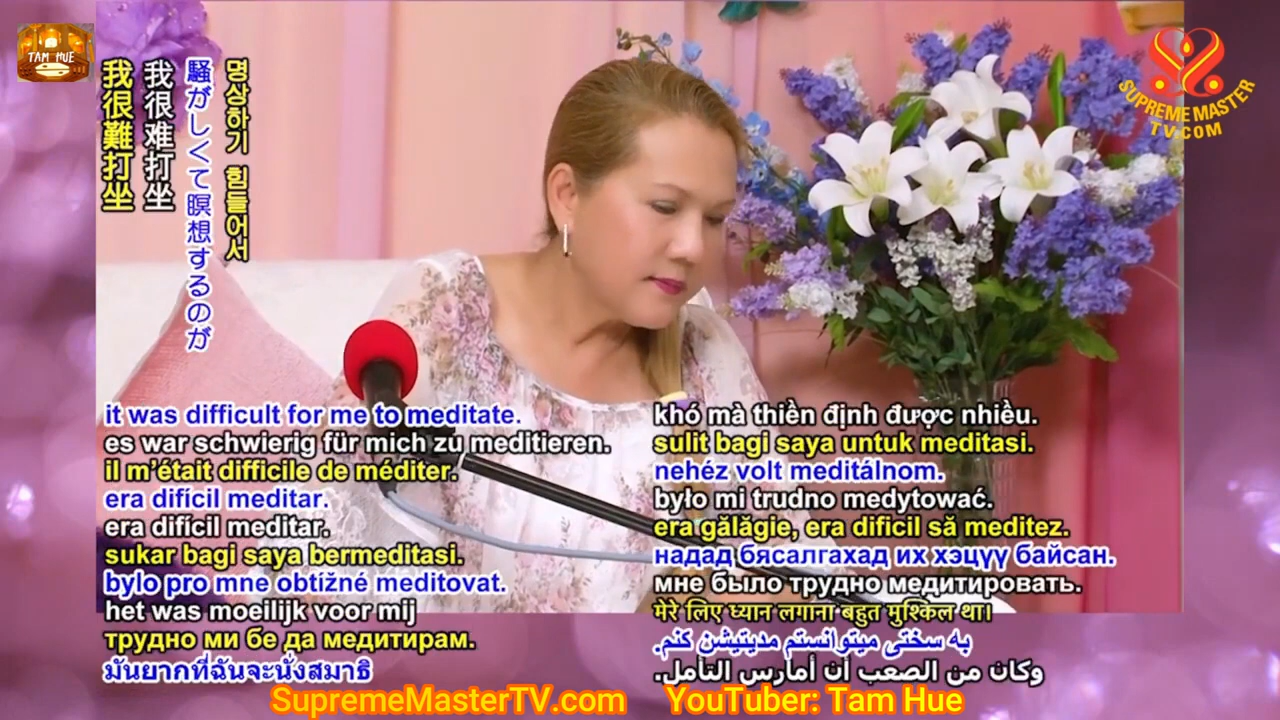 TAM HUE
SUPREME MASTER
TV.COM
我很難打坐
我很难打坐
騒がしくて瞑想するのが
명상하기 힘들어서
it was difficult for me to meditate.
es war schwierig für mich zu meditieren.
il m'était difficile de méditer.
era difícil meditar.
era difícil meditar.
sukar bagi saya bermeditasi.
bylo pro mne obtížné meditovat.
het was moeilijk voor mij
трудно ми бе да медитирам.
มันยากที่ฉันจะนั่งสมาธิ
khó mà thiền định được nhiều.
sulit bagi saya untuk meditasi.
nehéz volt meditálnom.
było mi trudno medytować.
era gălăgie, era dificil să meditez.
надад бясалгахад их хэцүү байсан.
мне было трудно медитировать.
मेरे लिए ध्यान लगाना बहुत मुश्किल था।
به سختی میتوانستم مدیتیشن کنم.
وكان من الصعب أن أمارس التأمل.
SupremeMasterTV.com
YouTuber: Tam Hue